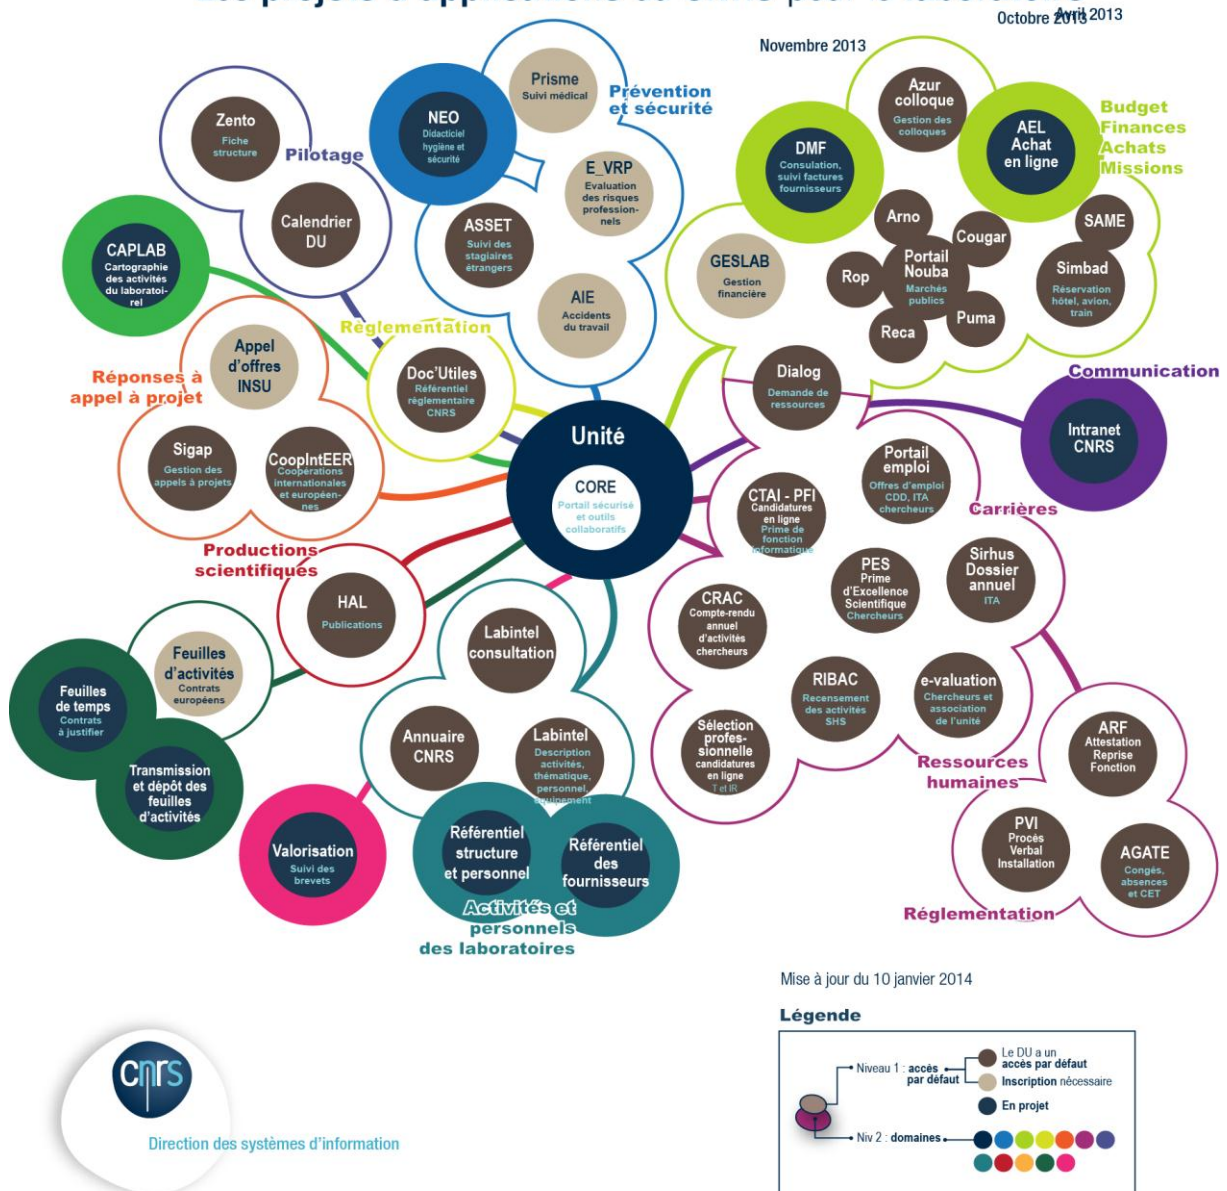 Les projets d'applications du CNRS pour le laboratoire
Octobre 2013
Avril 2013
Novembre 2013
Prisme
Suivi médical
Prévention
et sécurité
NEO
Didacticiel
hygiène et
sécurité
Zento
Fiche
structure
Pilotage
Calendrier
DU
E_VRP
Evaluation
des risques
profession-
nels
ASSET
Suivi des
stagiaires
étrangers
AIE
Accidents
du travail
Azur
colloque
Gestion des
colloques
AEL
Achat
en ligne
Budget
Finances
Achats
Missions
DMF
Consulation,
suivi factures
fournisseurs
Arno
Cougar
SAME
Portail
Nouba
Marchés
publics
Rop
Reca
Puma
Simbad
Réservation
hôtel, avion,
train
GESLAB
Gestion
financière
CAPLAB
Cartographie
des activités
du laboratoi-
rel
Réglementation
Doc'Utiles
Référentiel
réglementaire
CNRS
Appel
d'offres
INSU
Réponses à
appel à projet
Sigap
Gestion des
appels à projets
CoopIntEER
Coopérations
internationales
et européen-
nes
Dialog
Demande de
ressources
Communication
Intranet
CNRS
Unité
CORE
Portail sécurisé
et outils
collaboratifs
Portail
emploi
Offres d'emploi
CDD, ITA
chercheurs
Carrières
CTAI - PFI
Candidatures
en ligne
Prime de
fonction
informatique
PES
Prime
d'Excellence
Scientifique
Chercheurs
Sirhus
Dossier
annuel
ITA
Productions
scientifiques
HAL
Publications
CRAC
Compte-rendu
annuel
d'activités
chercheurs
Labintel
consultation
Feuilles
d'activités
Contrats
européens
Feuilles
de temps
Contrats
à justifier
Transmission
et dépôt des
feuilles
d'activités
RIBAC
Recensement
des activités
SHS
e-valuation
Chercheurs et
association
de l'unité
Annuaire
CNRS
Labintel
Description
activités,
thématique,
personnel,
équipement
Sélection
profes-
sionnelle
candidatures
en ligne
T et IR
Ressources
humaines
ARF
Attestation
Reprise
Fonction
PVI
Procès
Verbal
Installation
AGATE
Congés,
absences
et CET
Réglementation
Valorisation
Suivi des
brevets
Référentiel
structure
et personnel
Référentiel
des
fournisseurs
Activités et
personnels
des laboratoires
Mise à jour du 10 janvier 2014
Légende
Niveau 1 : accès
par défaut
Le DU a un
accès par défaut
Inscription nécessaire
En projet
Niv 2 : domaines
cnrs
Direction des systèmes d'information